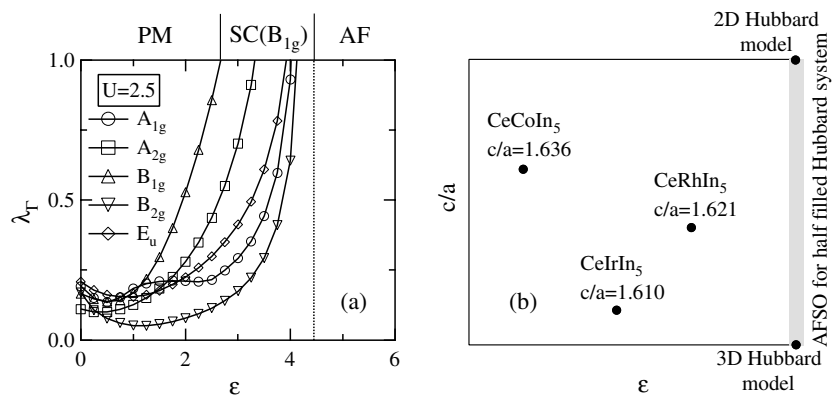 PM
SC(B1g)
AF
1.0
0.5
0.0
λT
U=2.5
A1g
A2g
B1g
B2g
Eu
(a)
0
2
4
6
ε
2D Hubbard
model
c/a
CeCoIn5
c/a=1.636
CeRhIn5
c/a=1.621
CeIrIn5
c/a=1.610
(b)
ε
3D Hubbard
model
AFSO for half filled Hubbard system